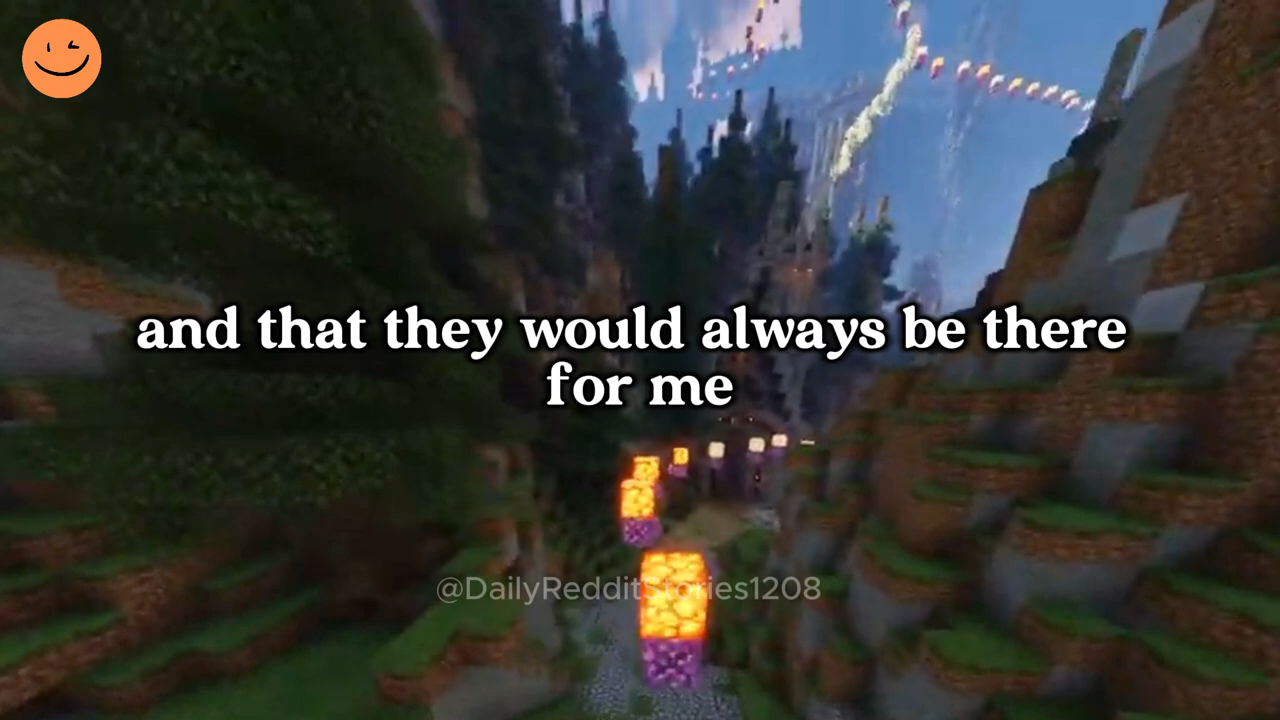 and that they would always be there
for me
@DailyRedditStories1208